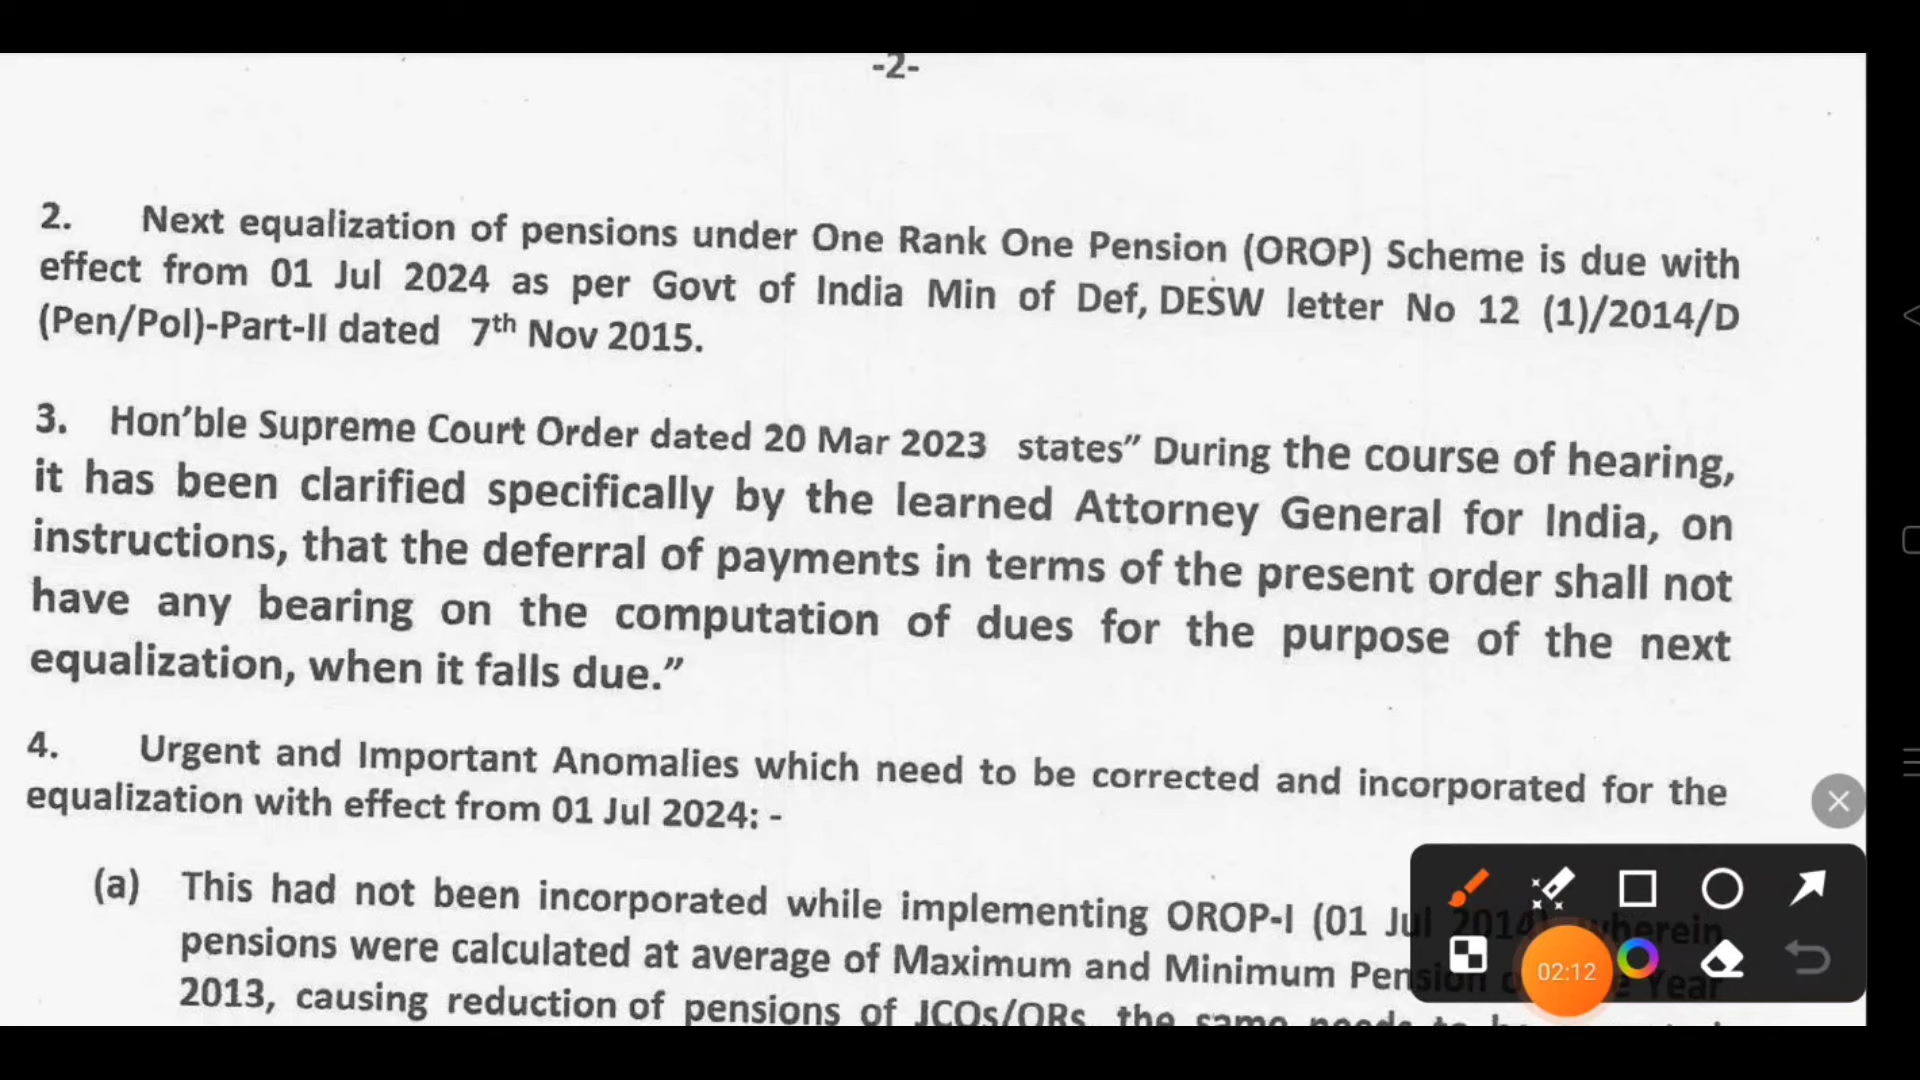 -2-
2. Next equalization of pensions under One Rank One Pension (OROP) Scheme is due with
effect from 01 Jul 2024 as per Govt of India Min of Def, DESW letter No 12 (1)/2014/D
(Pen/Pol)-Part-II dated 7th Nov 2015.
3. Hon'ble Supreme Court Order dated 20 Mar 2023 states" During the course of hearing,
it has been clarified specifically by the learned Attorney General for India, on
instructions, that the deferral of payments in terms of the present order shall not
have any bearing on the computation of dues for the purpose of the next
equalization, when it falls due."
4. Urgent and Important Anomalies which need to be corrected and incorporated for the
equalization with effect from 01 Jul 2024: -
(a) This had not been incorporated while implementing OROP-I (01 Jul 2014) wherein
pensions were calculated at average of Maximum and Minimum Pension Year
2013, causing reduction of pensions of JCOs/ORs, the same needs to
02:12